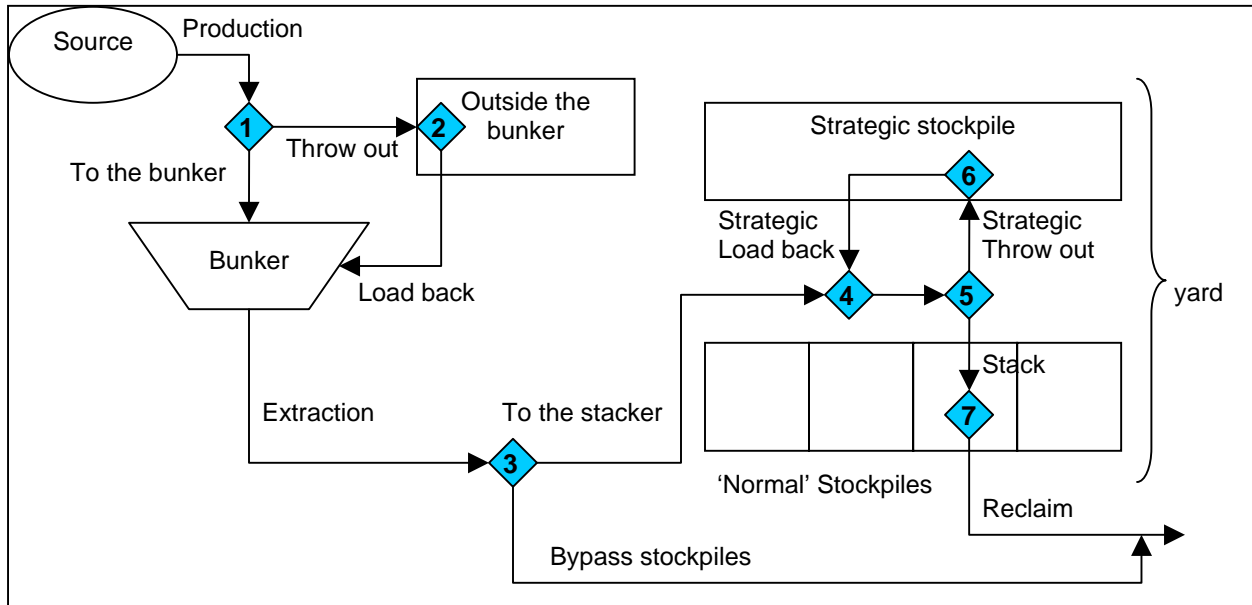 Production
Source
1
2
Outside the
bunker
Throw out
To the bunker
Bunker
Load back
Strategic stockpile
6
Strategic
Load back
Strategic
Throw out
4
5
yard
Stack
7
‘Normal’ Stockpiles
Extraction
To the stacker
3
Reclaim
Bypass stockpiles